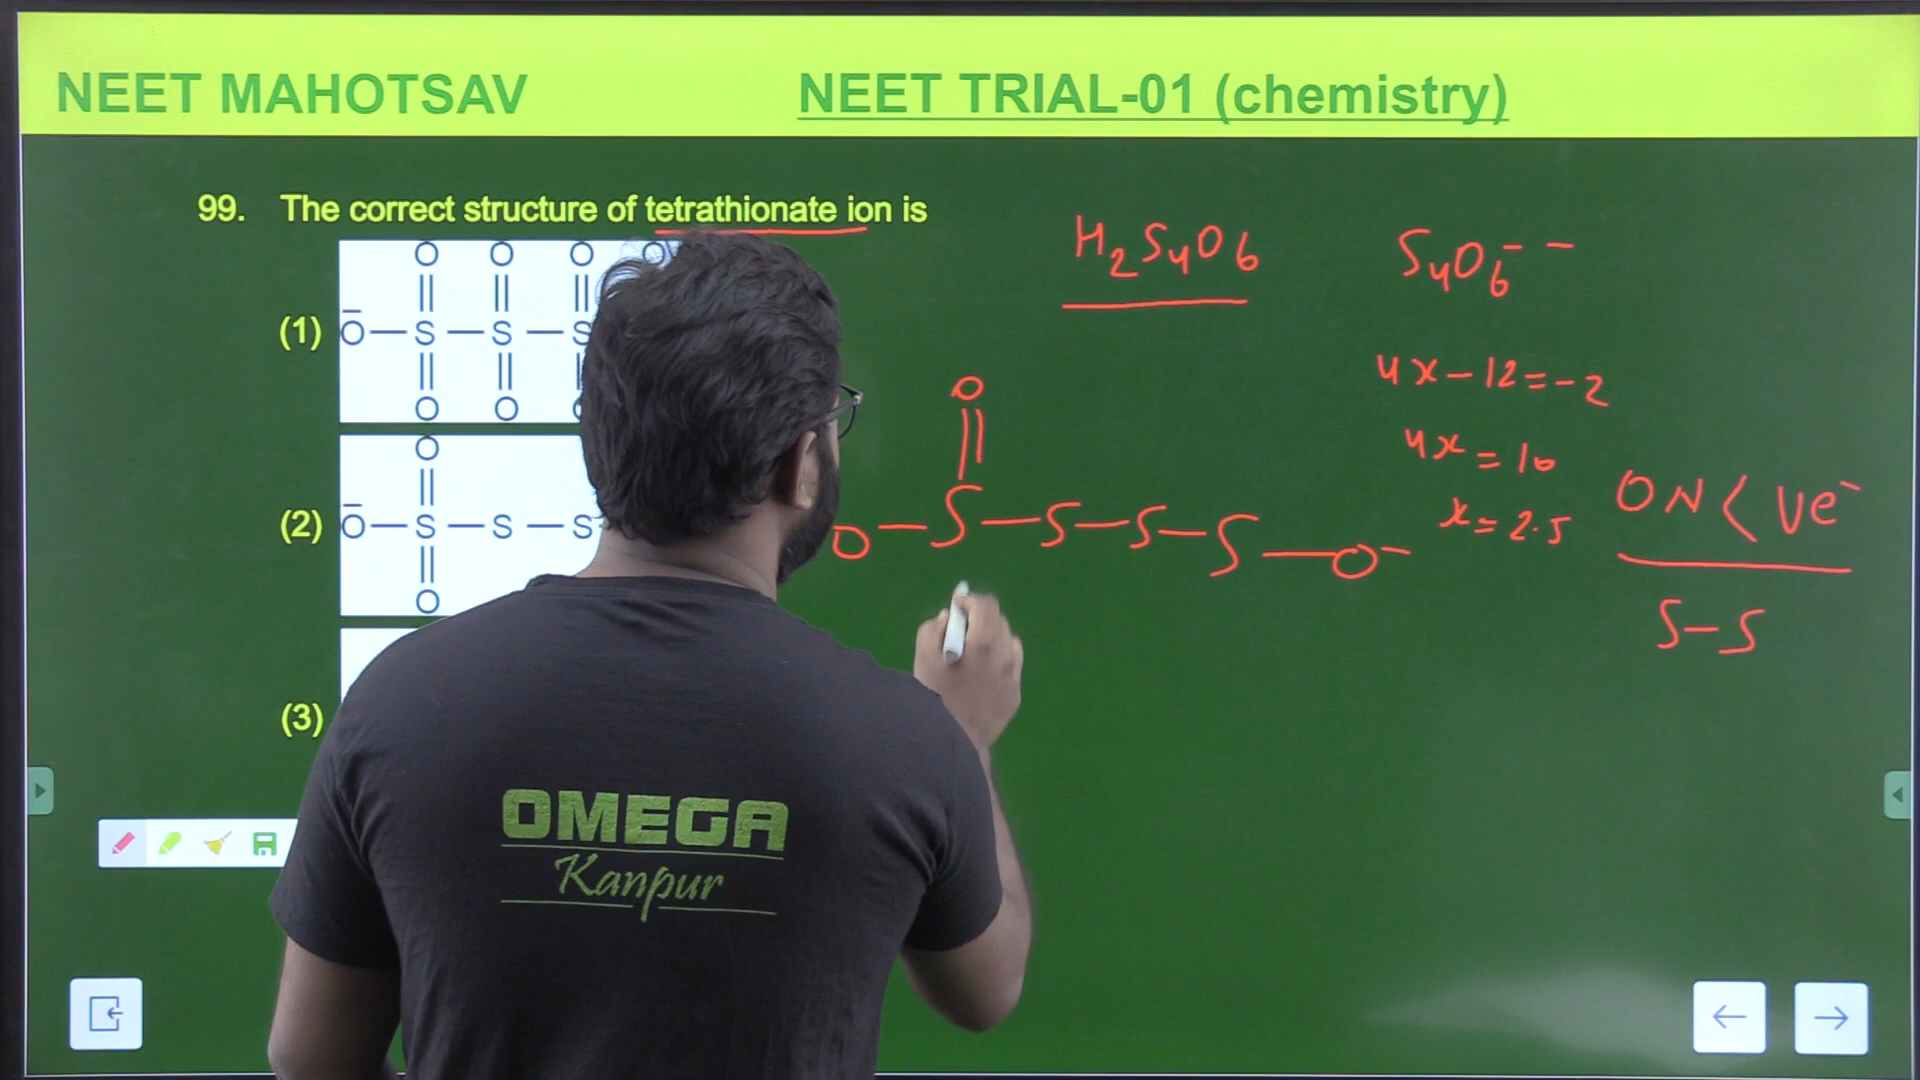 NEET MAHOTSAV NEET TRIAL-01 (chemistry)
99. The correct structure of tetrathionate ion is
H2S4O6 S4O6--
O O O O
(1) O̅ — S — S — S
O O
4x-12=-2
O
4x=10
x=2.5
ON < Ve-
O
(2) O̅ — S — S — S
O
O-S-S-S-S-O-
S-S
(3)
OMEGA
Kanpur